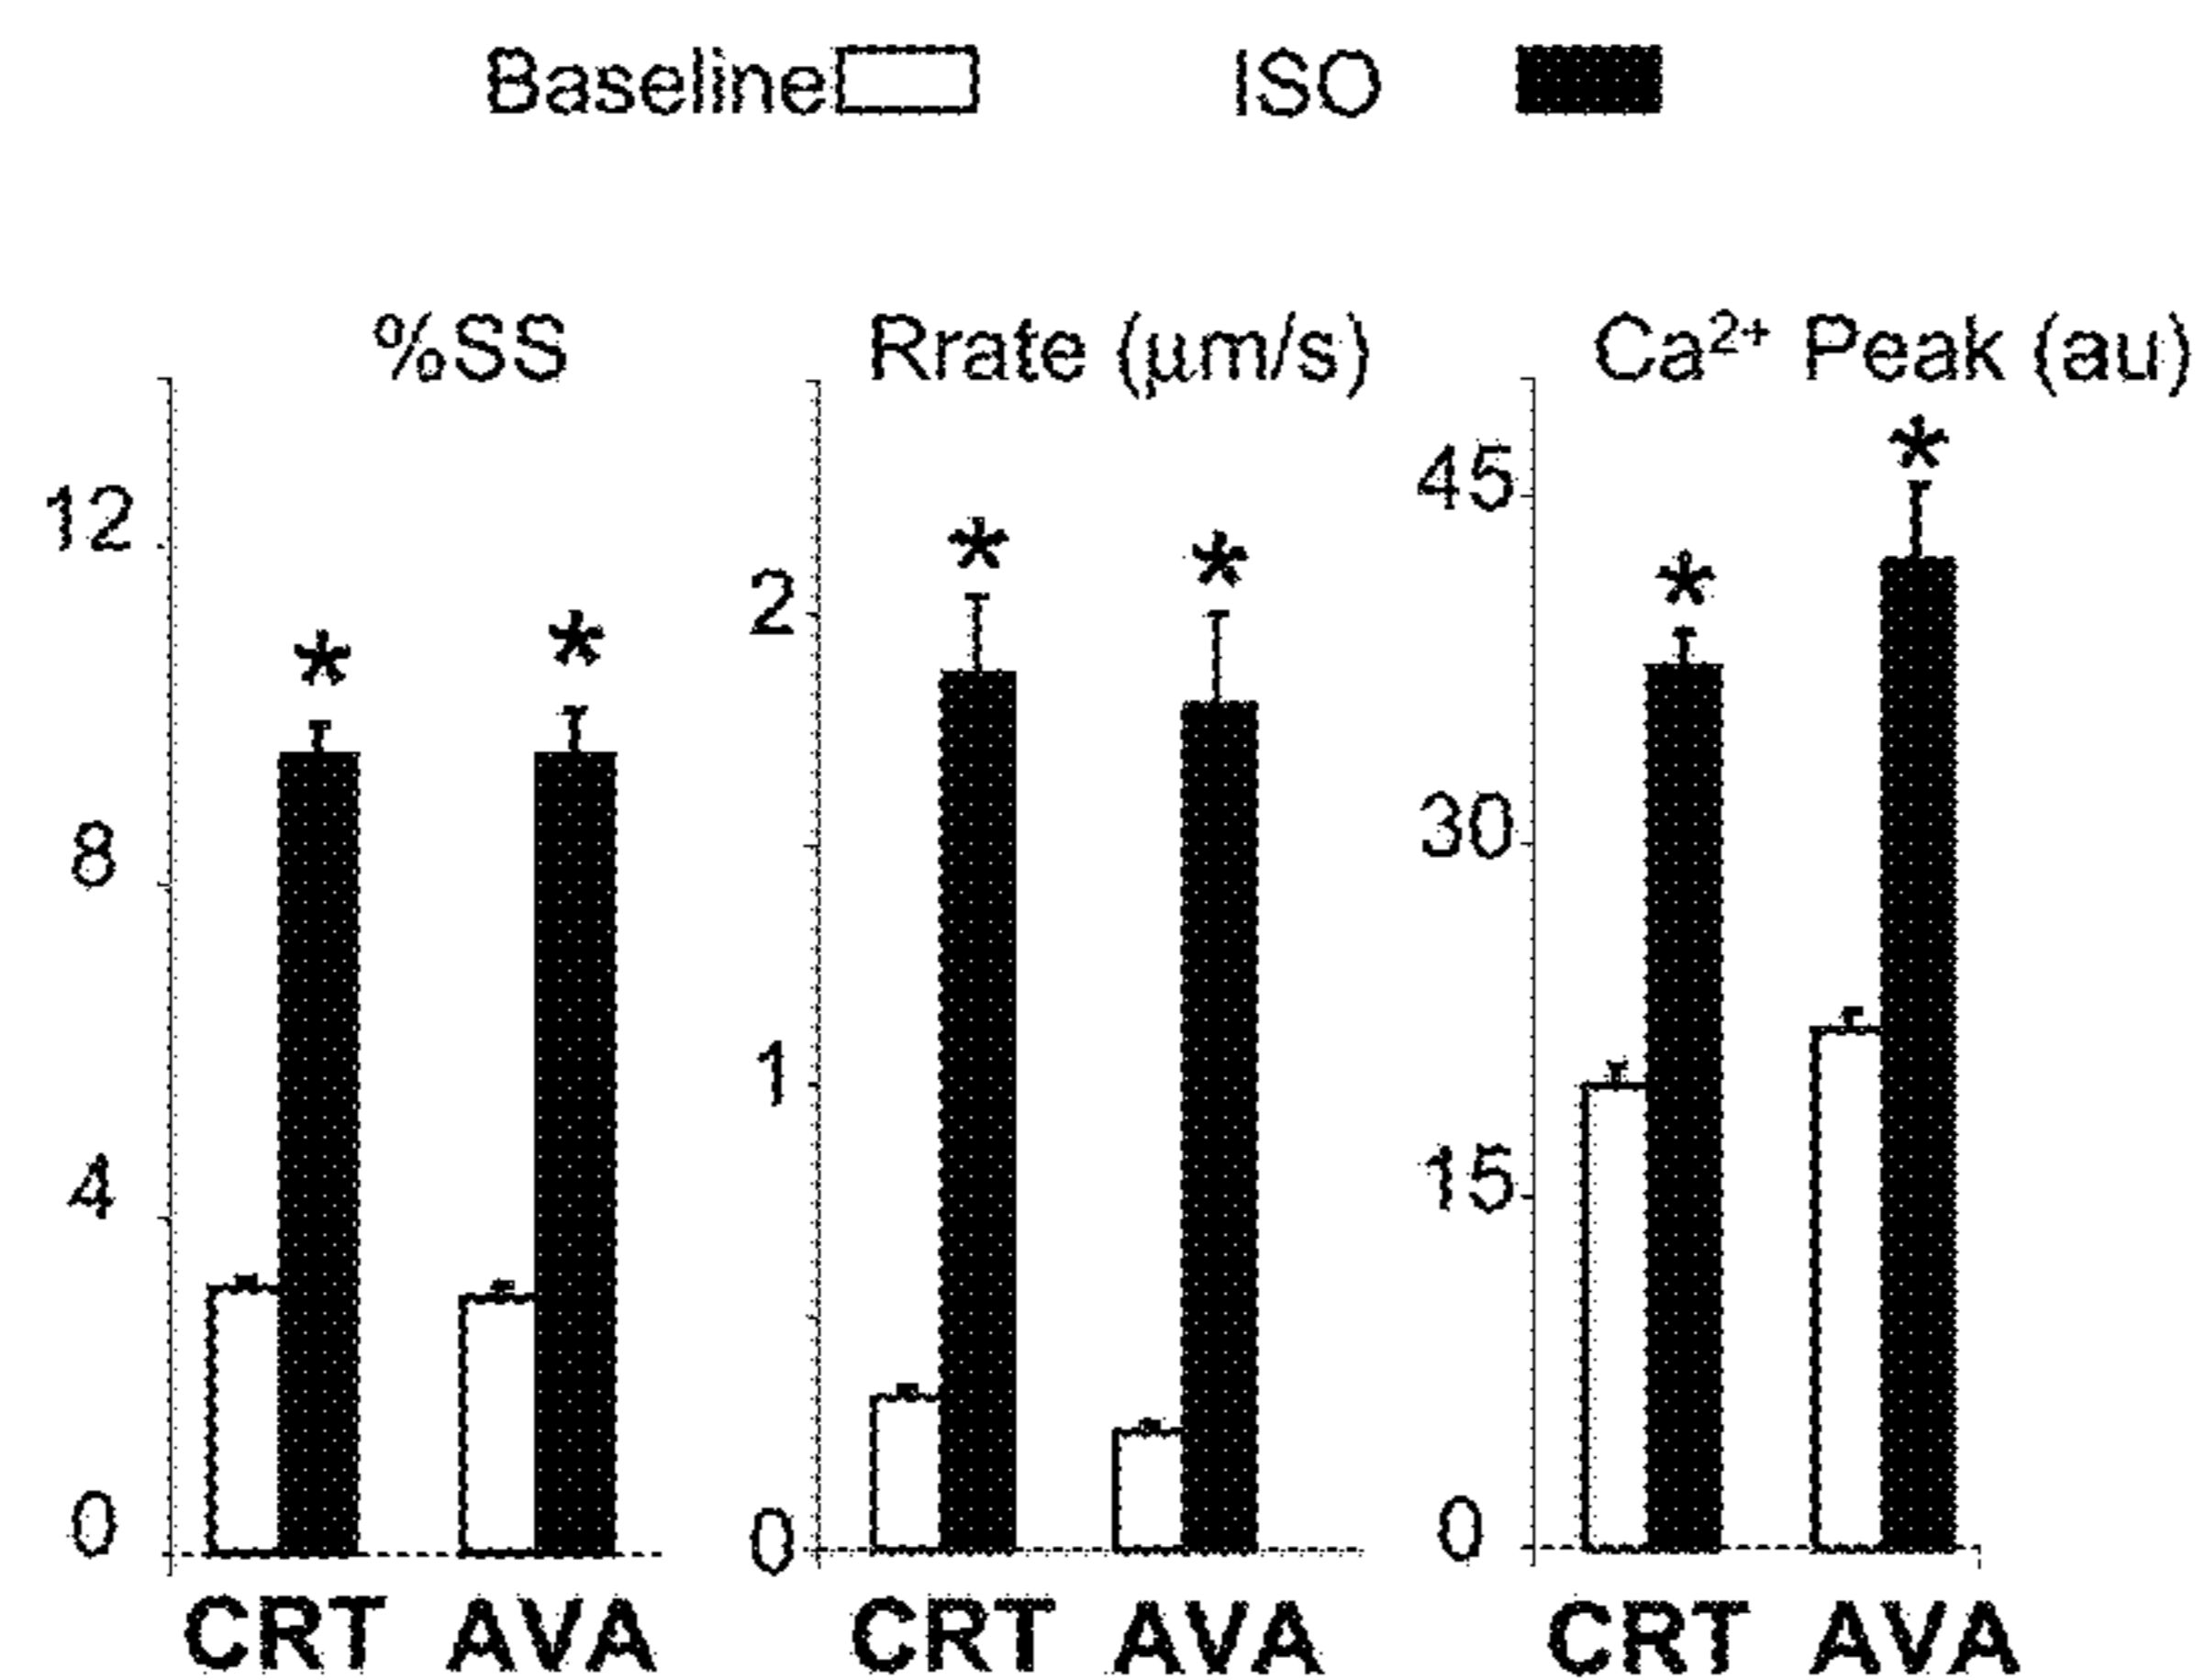 Baseline ISO
%SS Rrate (µm/s) Ca²⁺ Peak (au)
* * * * * *
12 2 45
8 30
4 1 15
0 0 0
CRT AVA CRT AVA CRT AVA